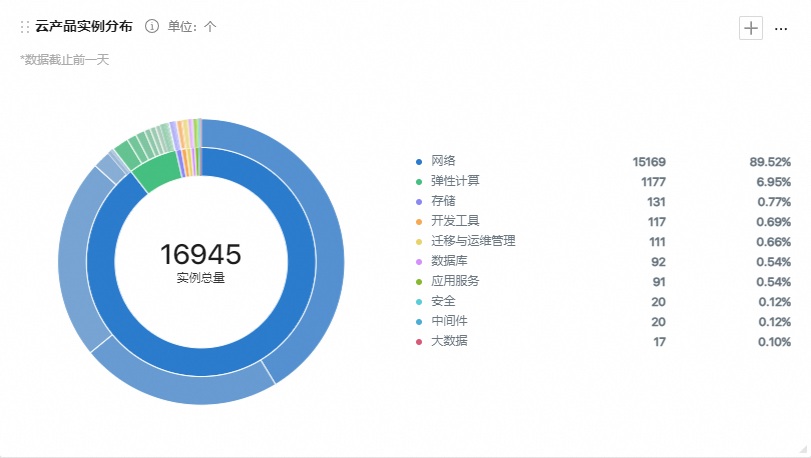 云产品实例分布 单位: 个
*数据截止前一天
16945
实例总量
网络 15169 89.52%
弹性计算 1177 6.95%
存储 131 0.77%
开发工具 117 0.69%
迁移与运维管理 111 0.66%
数据库 92 0.54%
应用服务 91 0.54%
安全 20 0.12%
中间件 20 0.12%
大数据 17 0.10%